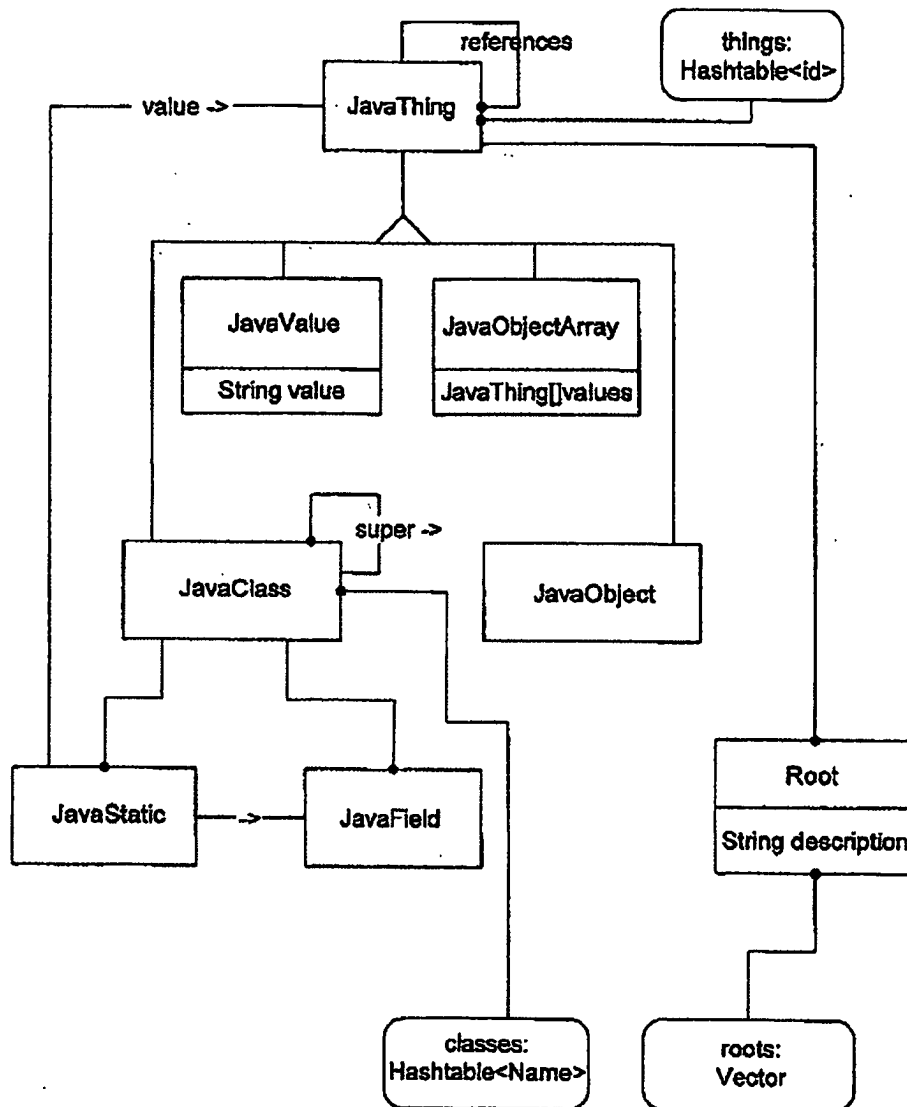 references
things:
Hashtable<id>
value ->
JavaThing
JavaValue
String value
JavaObjectArray
JavaThing[]values
super ->
JavaClass
JavaObject
JavaStatic
->
JavaField
Root
String description
classes:
Hashtable<Name>
roots:
Vector